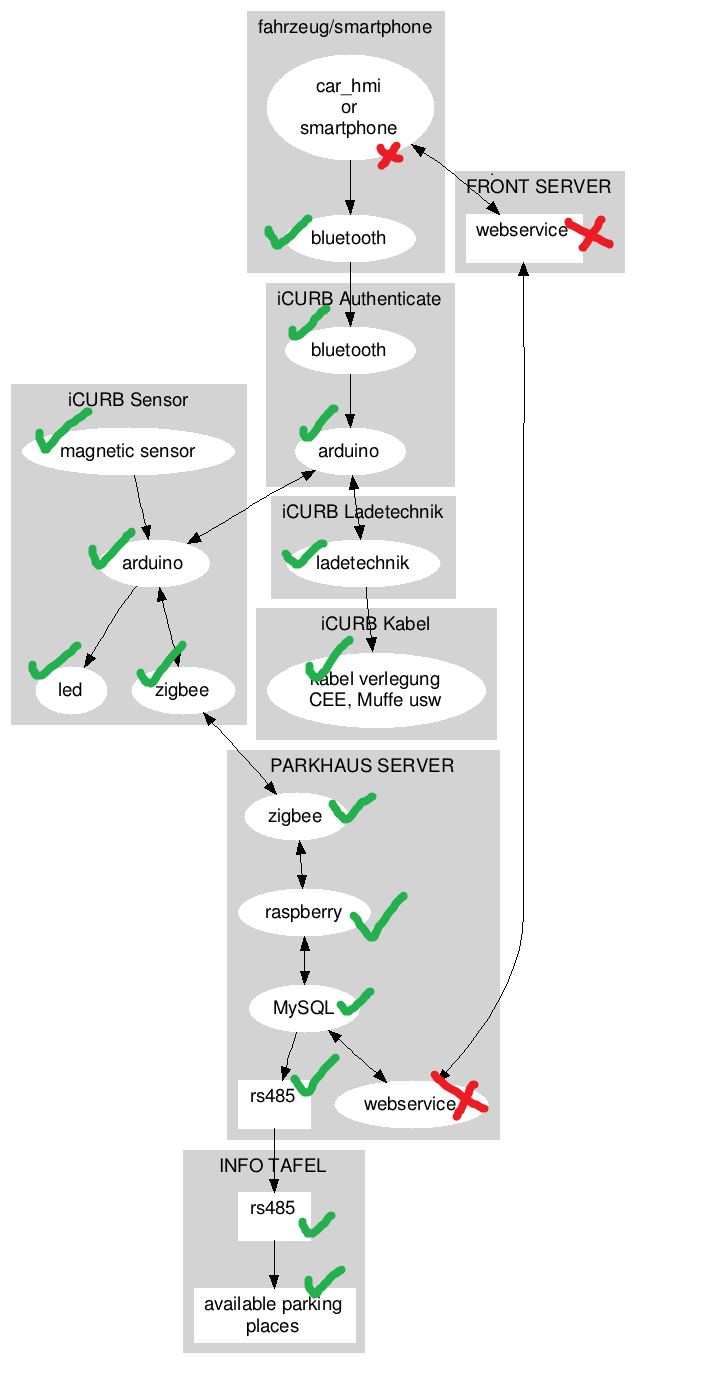 fahrzeug/smartphone
car_hmi
or
smartphone
bluetooth
FRONT SERVER
webservice
iCURB Authenticate
bluetooth
arduino
iCURB Sensor
magnetic sensor
arduino
led
zigbee
iCURB Ladetechnik
ladetechnik
iCURB Kabel
kabel verlegung
CEE, Muffe usw
PARKHAUS SERVER
zigbee
raspberry
MySQL
rs485
webservice
INFO TAFEL
rs485
available parking
places